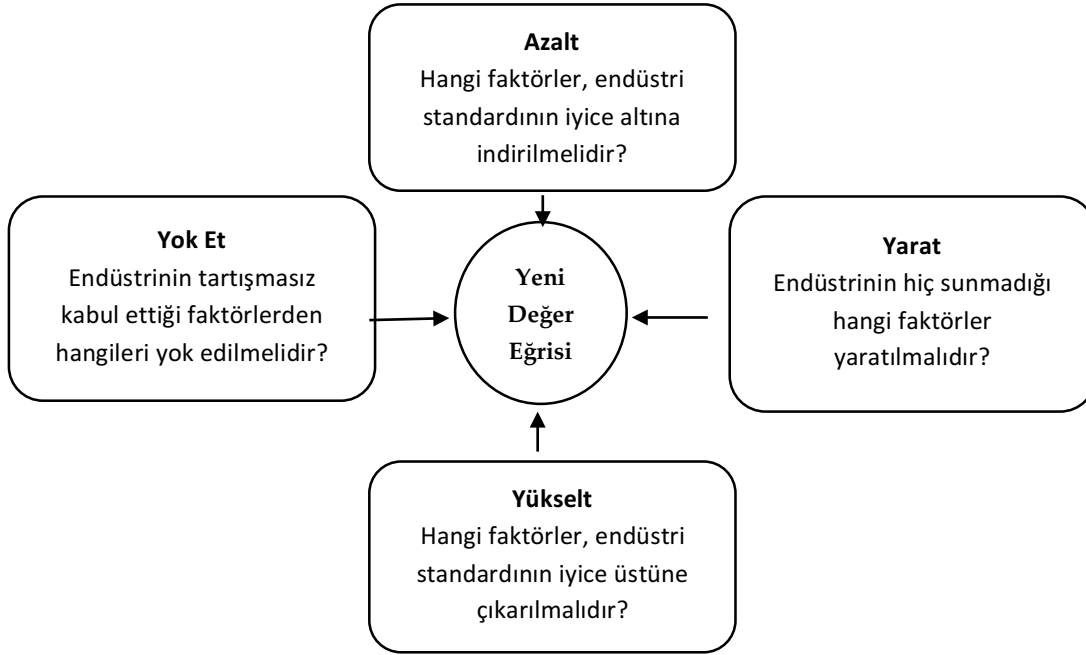 Azalt
Hangi faktörler, endüstri
standardının iyice altına
indirilmelidir?
Yok Et
Endüstrinin tartışmasız
kabul ettiği faktörlerden
hangileri yok edilmelidir?
Yeni
Değer
Eğrisi
Yarat
Endüstrinin hiç sunmadığı
hangi faktörler
yaratılmalıdır?
Yükselt
Hangi faktörler, endüstri
standardının iyice üstüne
çıkarılmalıdır?